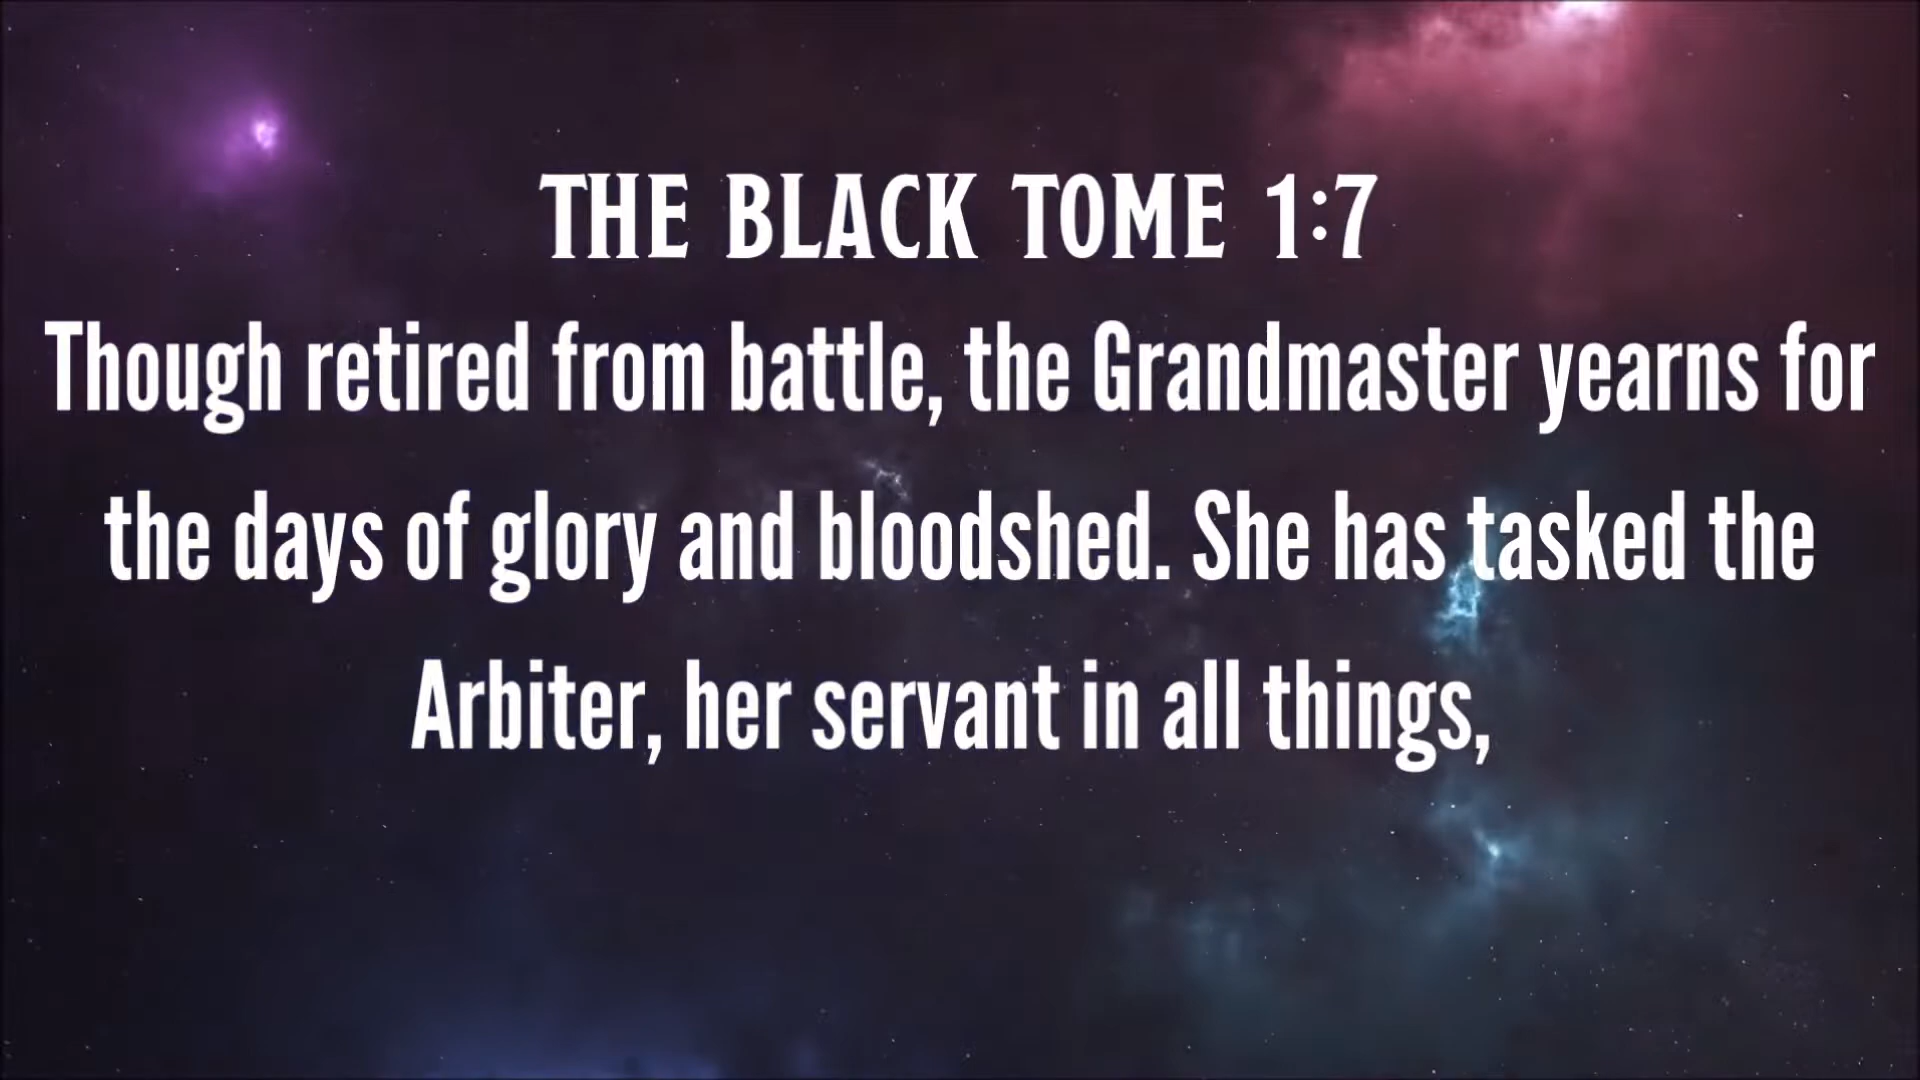 THE BLACK TOME 1:7
Though retired from battle, the Grandmaster yearns for
the days of glory and bloodshed. She has tasked the
Arbiter, her servant in all things,